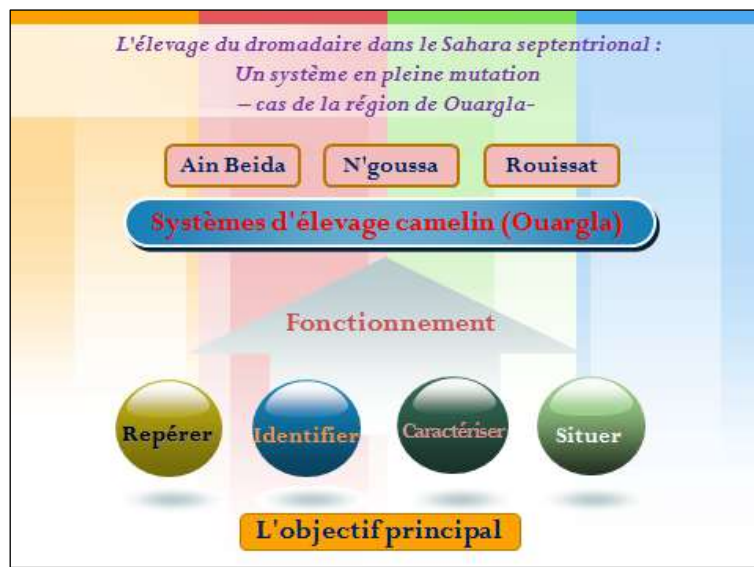 L'élevage du dromadaire dans le Sahara septentrional :
Un système en pleine mutation
– cas de la région de Ouargla-
Ain Beida
N'goussa
Rouissat
Systèmes d'élevage camelin (Ouargla)
Fonctionnement
Repérer
Identifier
Caractériser
Situer
L'objectif principal